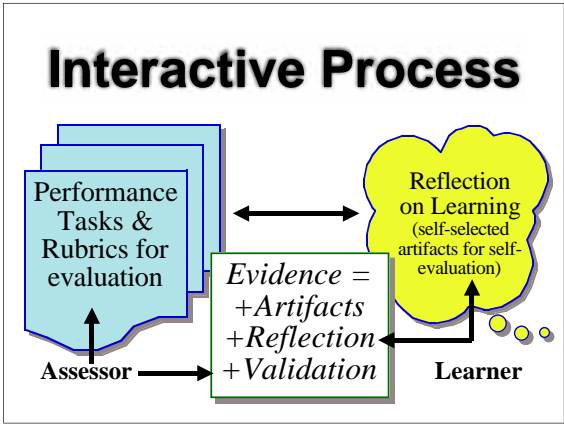 Interactive Process
Performance
Tasks &
Rubrics for
evaluation
Reflection
on Learning
(self-selected
artifacts for self-
evaluation)
Evidence =
+Artifacts
+Reflection
+Validation
Assessor
Learner